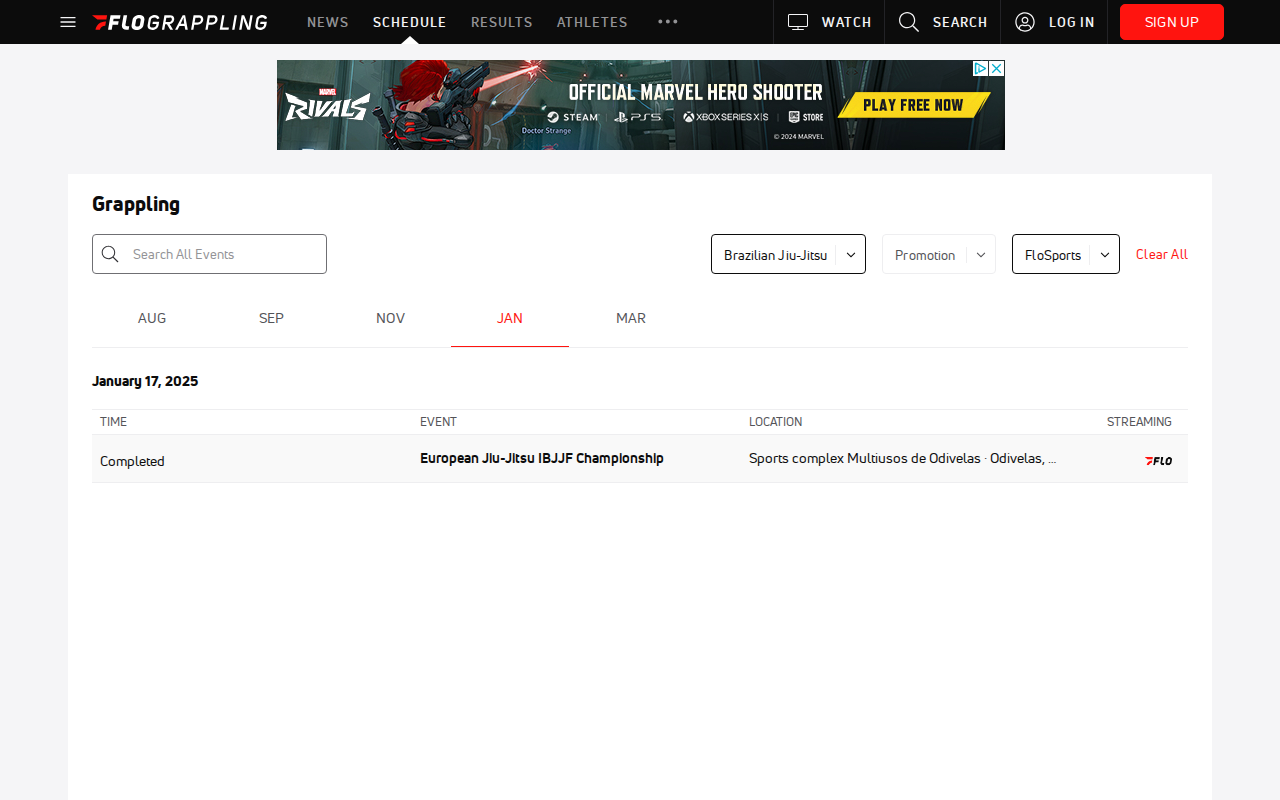 FLOGRAPPLING NEWS SCHEDULE RESULTS ATHLETES WATCH SEARCH LOG IN SIGN UP
MARVEL
RIVALS
OFFICIAL MARVEL HERO SHOOTER
STEAM PS5 XBOX SERIES X|S EPIC GAMES STORE
Doctor Strange
© 2024 MARVEL
PLAY FREE NOW
Grappling
Search All Events
Brazilian Jiu-Jitsu Promotion FloSports Clear All
AUG SEP NOV JAN MAR
January 17, 2025
TIME EVENT LOCATION STREAMING
Completed European Jiu-Jitsu IBJJF Championship Sports complex Multiusos de Odivelas · Odivelas, ... FLO